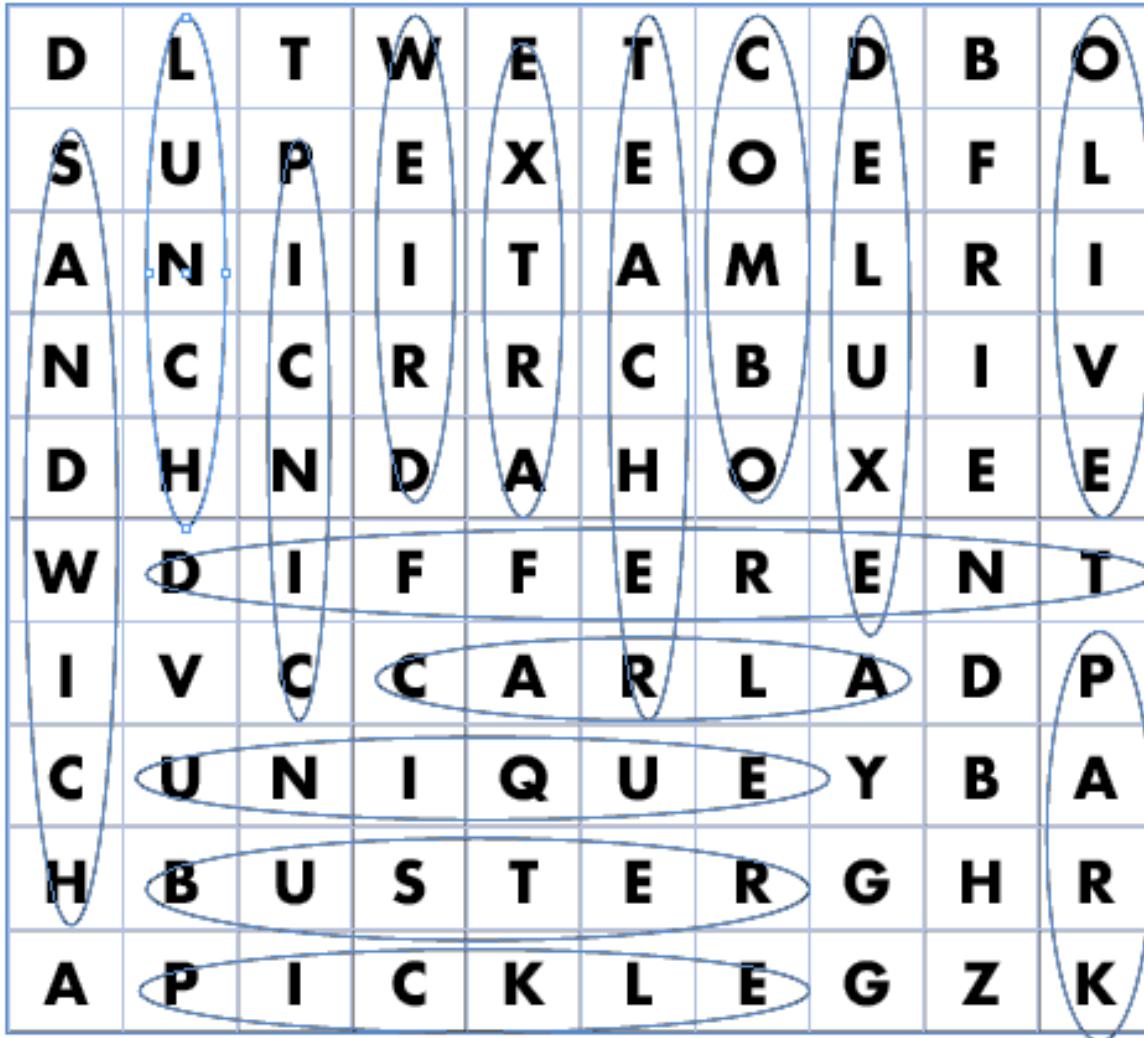 D L T W E T C D B O
S U P E X E O E F L
A N I I T A M L R I
N C C R R C B U I V
D H N D A H O X E E
W D I F F E R E N T
I V C C A R L A D P
C U N I Q U E Y B A
H B U S T E R G H R
A P I C K L E G Z K